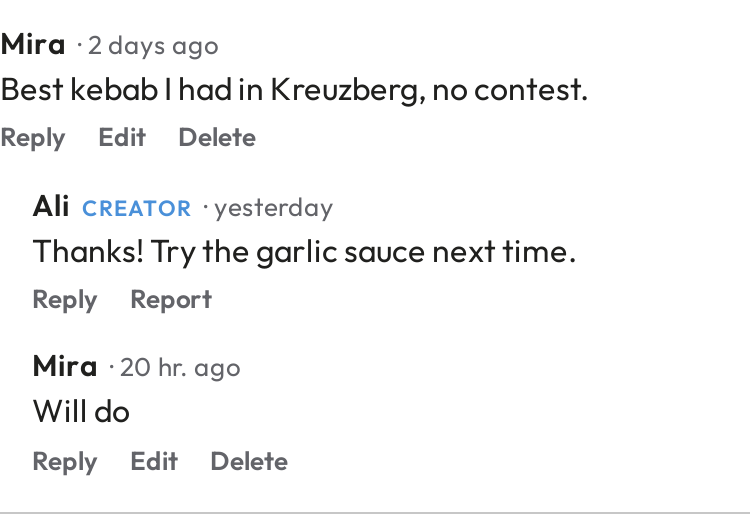 Mira · 2 days ago
Best kebab I had in Kreuzberg, no contest.
Reply Edit Delete
Ali CREATOR · yesterday
Thanks! Try the garlic sauce next time.
Reply Report
Mira · 20 hr. ago
Will do
Reply Edit Delete